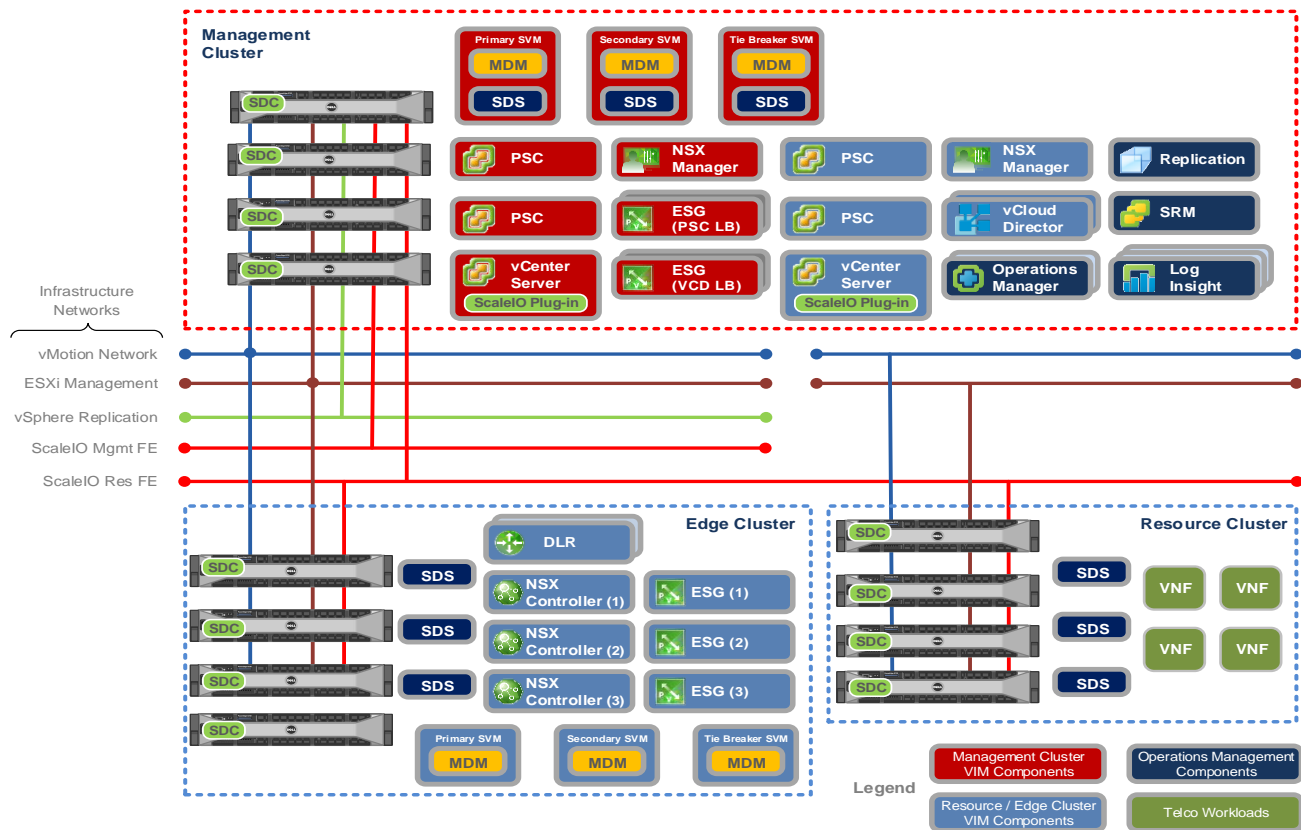 Management
Cluster
Primary SVM
MDM
SDS
Secondary SVM
MDM
SDS
Tie Breaker SVM
MDM
SDS
SDC
SDC
SDC
SDC
PSC
NSX
Manager
PSC
NSX
Manager
Replication
PSC
ESG
(PSC LB)
PSC
vCloud
Director
SRM
vCenter
Server
ScaleIO Plug-in
ESG
(VCD LB)
vCenter
Server
ScaleIO Plug-in
Operations
Manager
Log
Insight
Infrastructure
Networks
vMotion Network
ESXi Management
vSphere Replication
ScaleIO Mgmt FE
ScaleIO Res FE
Edge Cluster
SDC
SDC
SDC
SDC
SDS
SDS
SDS
DLR
NSX
Controller (1)
ESG (1)
NSX
Controller (2)
ESG (2)
NSX
Controller (3)
ESG (3)
Primary SVM
MDM
Secondary SVM
MDM
Tie Breaker SVM
MDM
Resource Cluster
SDC
SDC
SDC
SDC
SDS
SDS
SDS
VNF
VNF
VNF
VNF
Legend
Management Cluster
VIM Components
Operations Management
Components
Resource / Edge Cluster
VIM Components
Telco Workloads